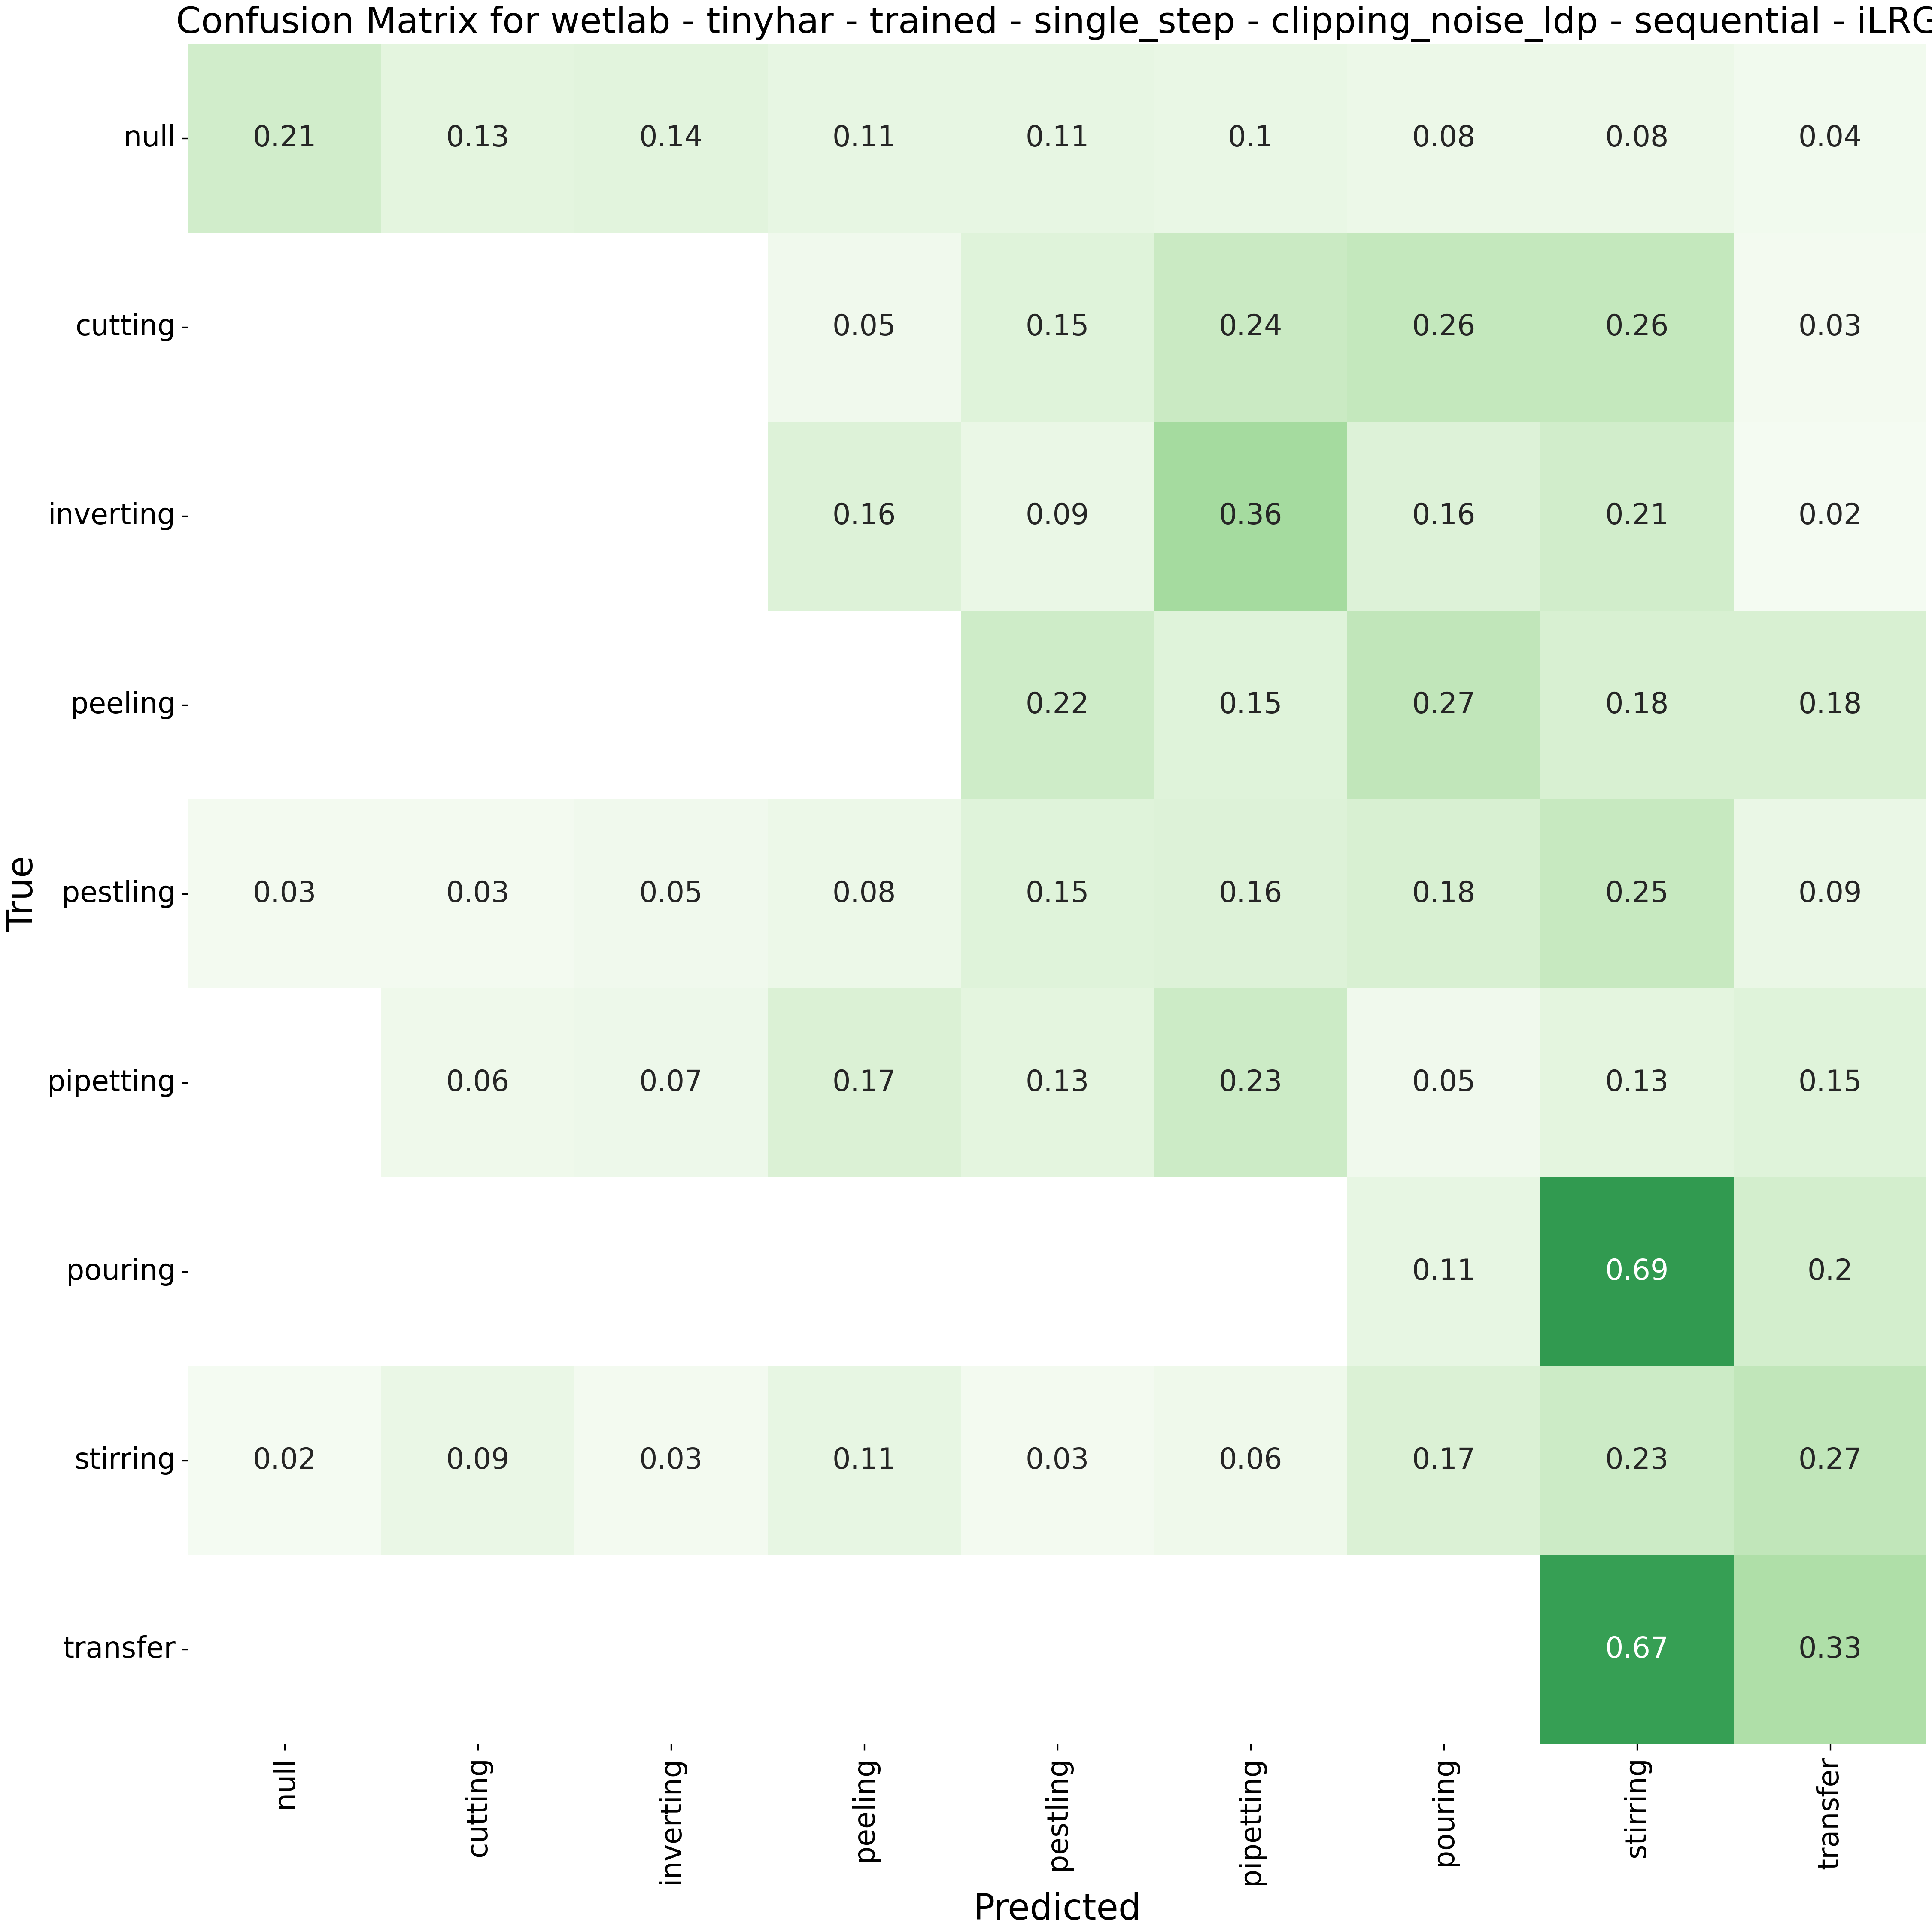 Confusion Matrix for wetlab - tinyhar - trained - single_step - clipping_noise_ldp - sequential - iLRG
null 0.21 0.13 0.14 0.11 0.11 0.1 0.08 0.08 0.04
cutting 0.05 0.15 0.24 0.26 0.26 0.03
inverting 0.16 0.09 0.36 0.16 0.21 0.02
peeling 0.22 0.15 0.27 0.18 0.18
pestling 0.03 0.03 0.05 0.08 0.15 0.16 0.18 0.25 0.09
pipetting 0.06 0.07 0.17 0.13 0.23 0.05 0.13 0.15
pouring 0.11 0.69 0.2
stirring 0.02 0.09 0.03 0.11 0.03 0.06 0.17 0.23 0.27
transfer 0.67 0.33
True
null cutting inverting peeling pestling pipetting pouring stirring transfer
Predicted